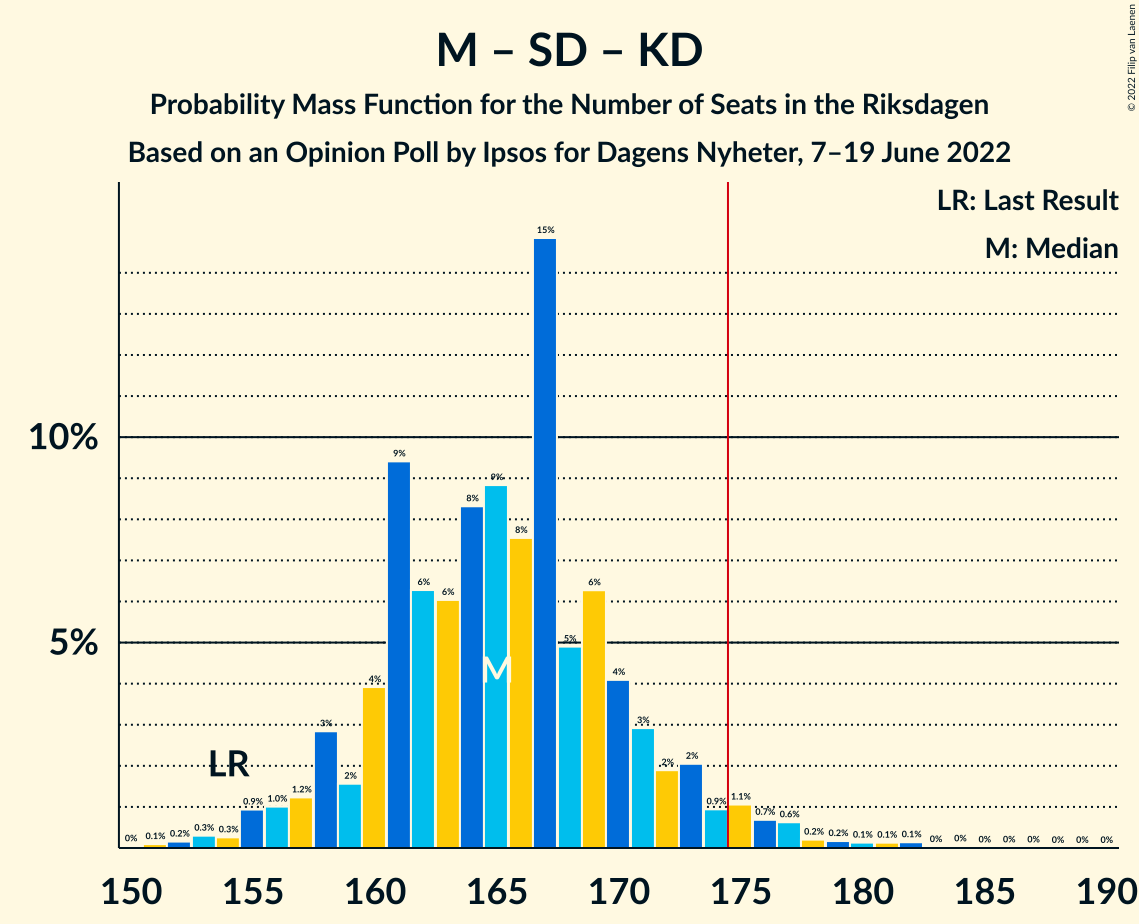 M – SD – KD
Probability Mass Function for the Number of Seats in the Riksdagen
Based on an Opinion Poll by Ipsos for Dagens Nyheter, 7–19 June 2022
© 2022 Filip van Laenen
LR: Last Result
M: Median
15%
10%
9%
9%
8%
8%
6%
6%
6%
5%
5%
M
4%
4%
3%
3%
LR
2%
2%
2%
0% 0.1% 0.2% 0.3% 0.3% 0.9% 1.0% 1.2%
0.9% 1.1% 0.7% 0.6% 0.2% 0.2% 0.1% 0.1% 0.1% 0% 0% 0% 0% 0% 0% 0% 0%
150 155 160 165 170 175 180 185 190